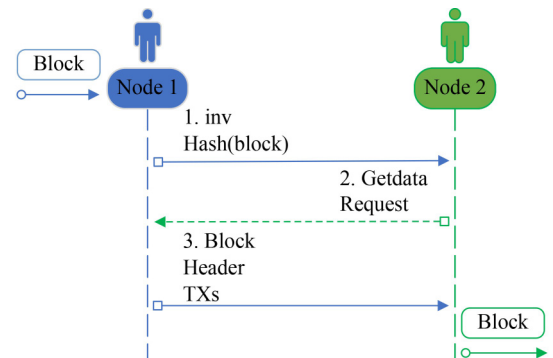 Block
Node 1
Node 2
1. inv
Hash(block)
2. Getdata
Request
3. Block
Header
TXs
Block